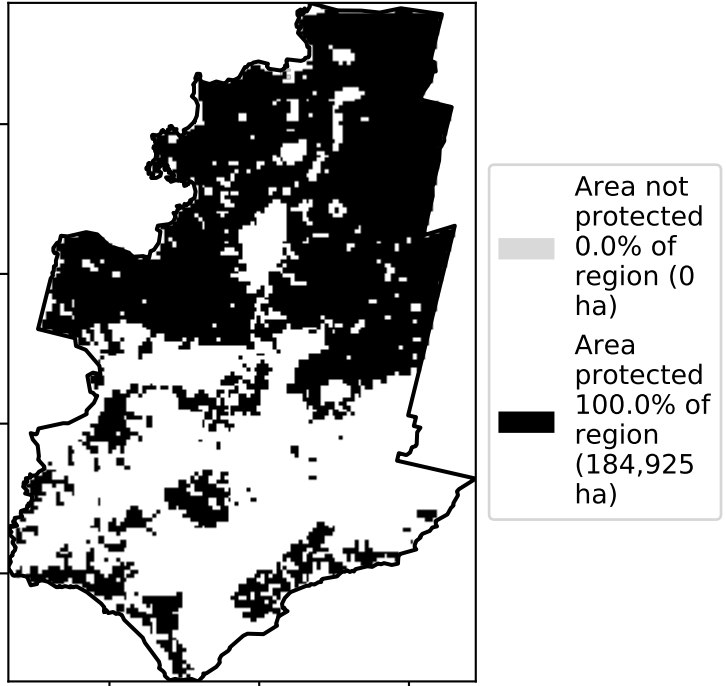 Area not
protected
0.0% of
region (0
ha)
Area
protected
100.0% of
region
(184,925
ha)